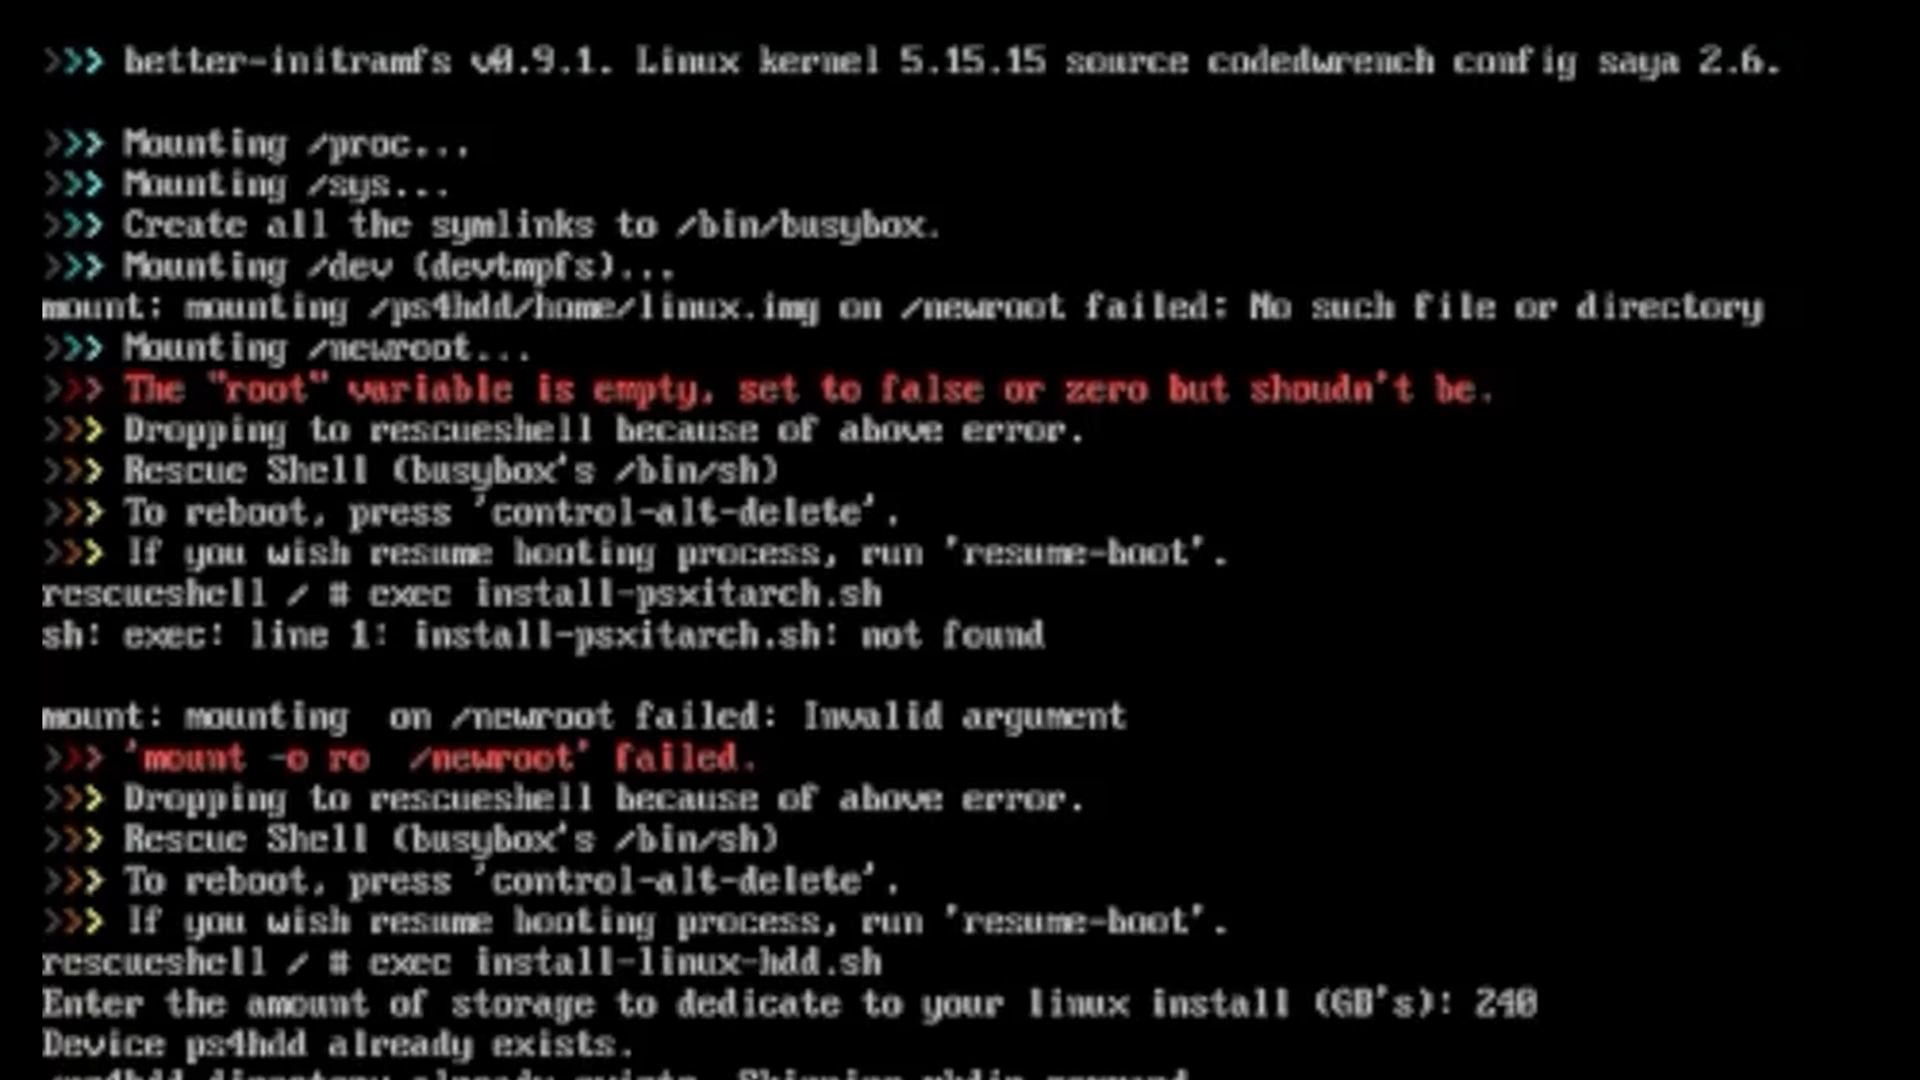 >>> better-initramfs v0.9.1. Linux kernel 5.15.15 source codedwrench config saya 2.6.
>>> Mounting /proc...
>>> Mounting /sys...
>>> Create all the symlinks to /bin/busybox.
>>> Mounting /dev (devtmpfs)...
mount: mounting /ps4hdd/home/linux.img on /newroot failed: No such file or directory
>>> Mounting /newroot...
>>> The "root" variable is empty, set to false or zero but shoudn't be.
>>> Dropping to rescueshell because of above error.
>>> Rescue Shell (busybox's /bin/sh)
>>> To reboot, press 'control-alt-delete'.
>>> If you wish resume booting process, run 'resume-boot'.
rescueshell / # exec install-psxitarch.sh
sh: exec: line 1: install-psxitarch.sh: not found
mount: mounting  on /newroot failed: Invalid argument
>>> 'mount -o ro  /newroot' failed.
>>> Dropping to rescueshell because of above error.
>>> Rescue Shell (busybox's /bin/sh)
>>> To reboot, press 'control-alt-delete'.
>>> If you wish resume booting process, run 'resume-boot'.
rescueshell / # exec install-linux-hdd.sh
Enter the amount of storage to dedicate to your linux install (GB's): 240
Device ps4hdd already exists.
directory already exists. Skipping mkdir command